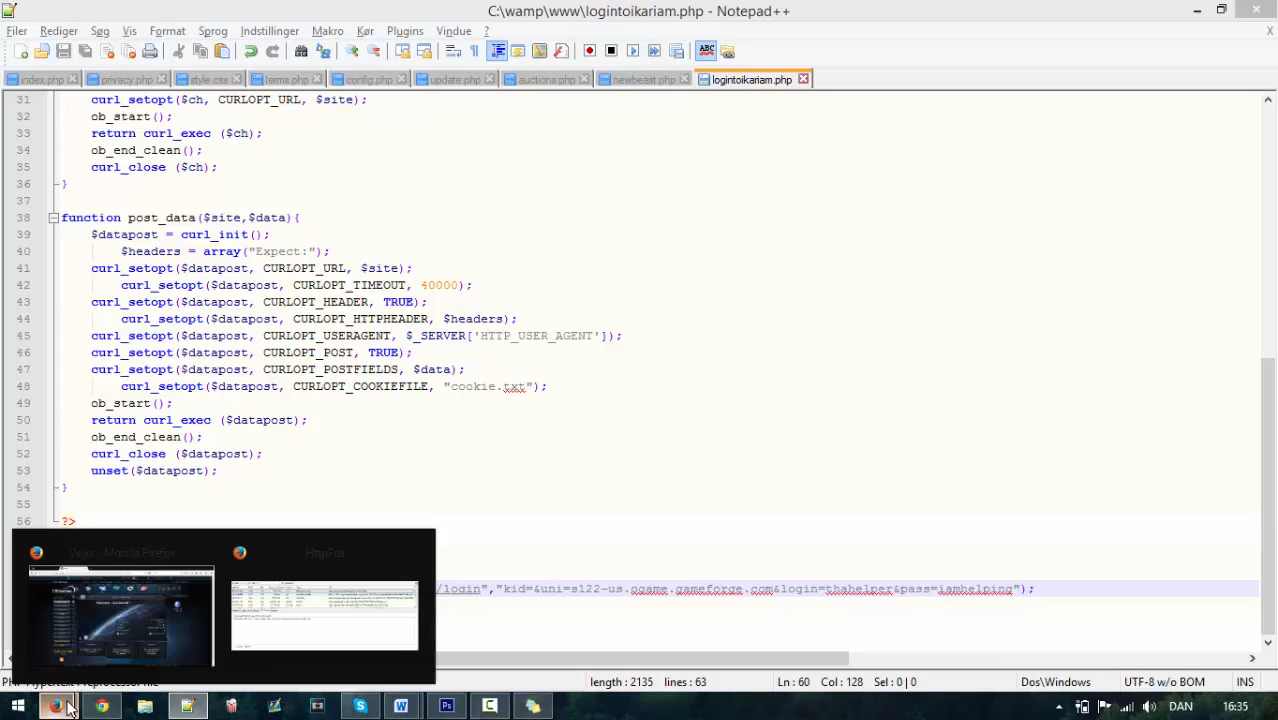 C:\wamp\www\logintoikariam.php - Notepad++
Filer Rediger Søg Vis Format Sprog Indstillinger Makro Kør Plugins Vindue ? X
index.php privacy.php style.css terms.php config.php update.php auctions.php newbeast.php logintoikariam.php
31 curl_setopt($ch, CURLOPT_URL, $site);
32 ob_start();
33 return curl_exec ($ch);
34 ob_end_clean();
35 curl_close ($ch);
36 }
37
38 function post_data($site,$data){
39 $datapost = curl_init();
40 $headers = array("Expect:");
41 curl_setopt($datapost, CURLOPT_URL, $site);
42 curl_setopt($datapost, CURLOPT_TIMEOUT, 40000);
43 curl_setopt($datapost, CURLOPT_HEADER, TRUE);
44 curl_setopt($datapost, CURLOPT_HTTPHEADER, $headers);
45 curl_setopt($datapost, CURLOPT_USERAGENT, $_SERVER['HTTP_USER_AGENT']);
46 curl_setopt($datapost, CURLOPT_POST, TRUE);
47 curl_setopt($datapost, CURLOPT_POSTFIELDS, $data);
48 curl_setopt($datapost, CURLOPT_COOKIEFILE, "cookie.txt");
49 ob_start();
50 return curl_exec ($datapost);
51 ob_end_clean();
52 curl_close ($datapost);
53 unset($datapost);
54 }
55
56 ?>
- Mozilla Firefox HttpFox
/login","kid=&uni=s122-us.ogame.gameforge.com&login=
length : 2135 lines : 63 Ln : 60 Col : 128 Sel : 0 | 0 Dos\Windows UTF-8 w/o BOM INS
DAN 16:35